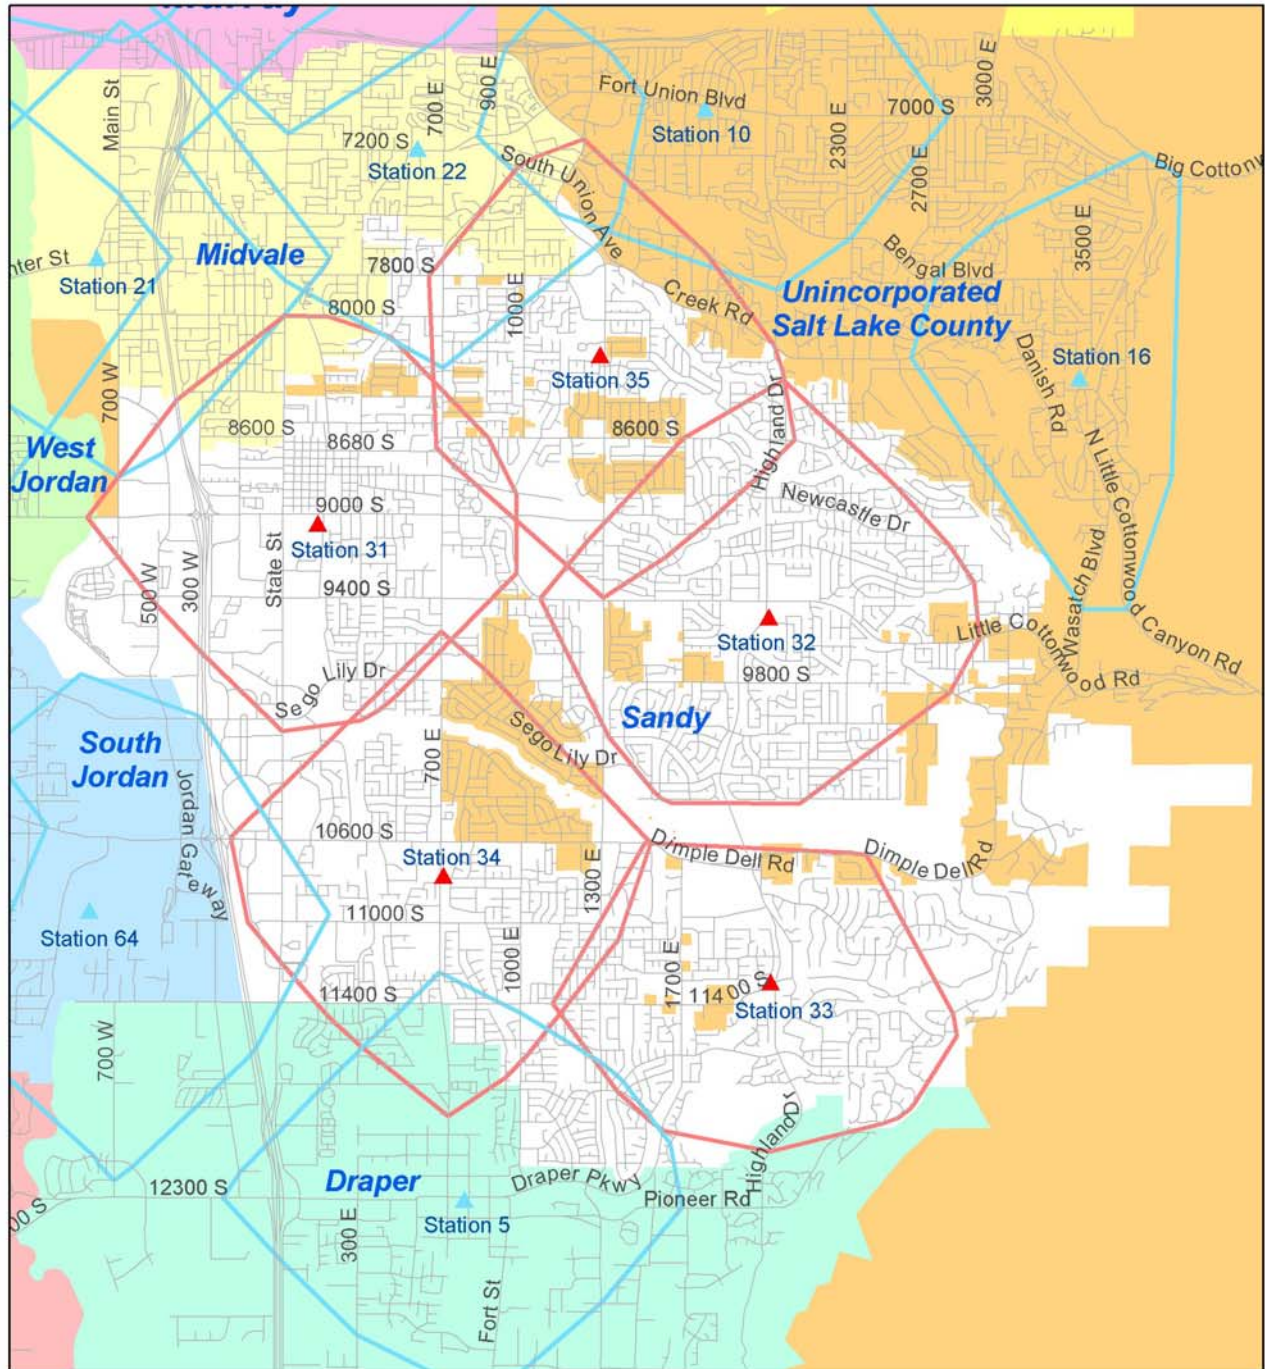 Murray
Main St
700 E
900 E
Fort Union Blvd
3000 E
7000 S
Station 10
2300 E
7200 S
Station 22
South Union Ave
2700 E
Big Cottonw
3500 E
Midvale
7800 S
Bengal Blvd
nter St
Station 21
8000 S
1000 E
Creek Rd
Unincorporated
Salt Lake County
Danish Rd
Station 16
700 W
Station 35
Highland Dr
8600 S
8600 S
8680 S
West
Jordan
N Little Cottonwood Canyon Rd
Newcastle Dr
9000 S
Station 31
State St
500 W
300 W
9400 S
Wasatch Blvd
Station 32
Little Cottonwood Rd
9800 S
Sego Lily Dr
Sandy
South
Jordan
700 E
Sego Lily Dr
Jordan Gateway
10600 S
Dimple Dell Rd
Dimple Dell Rd
Station 34
1300 E
11000 S
Station 64
1000 E
1700 E
11400 S
11400 S
Station 33
700 W
Highland Dr
Draper
Draper Pkwy
12300 S
Pioneer Rd
00 S
Station 5
300 E
Fort St